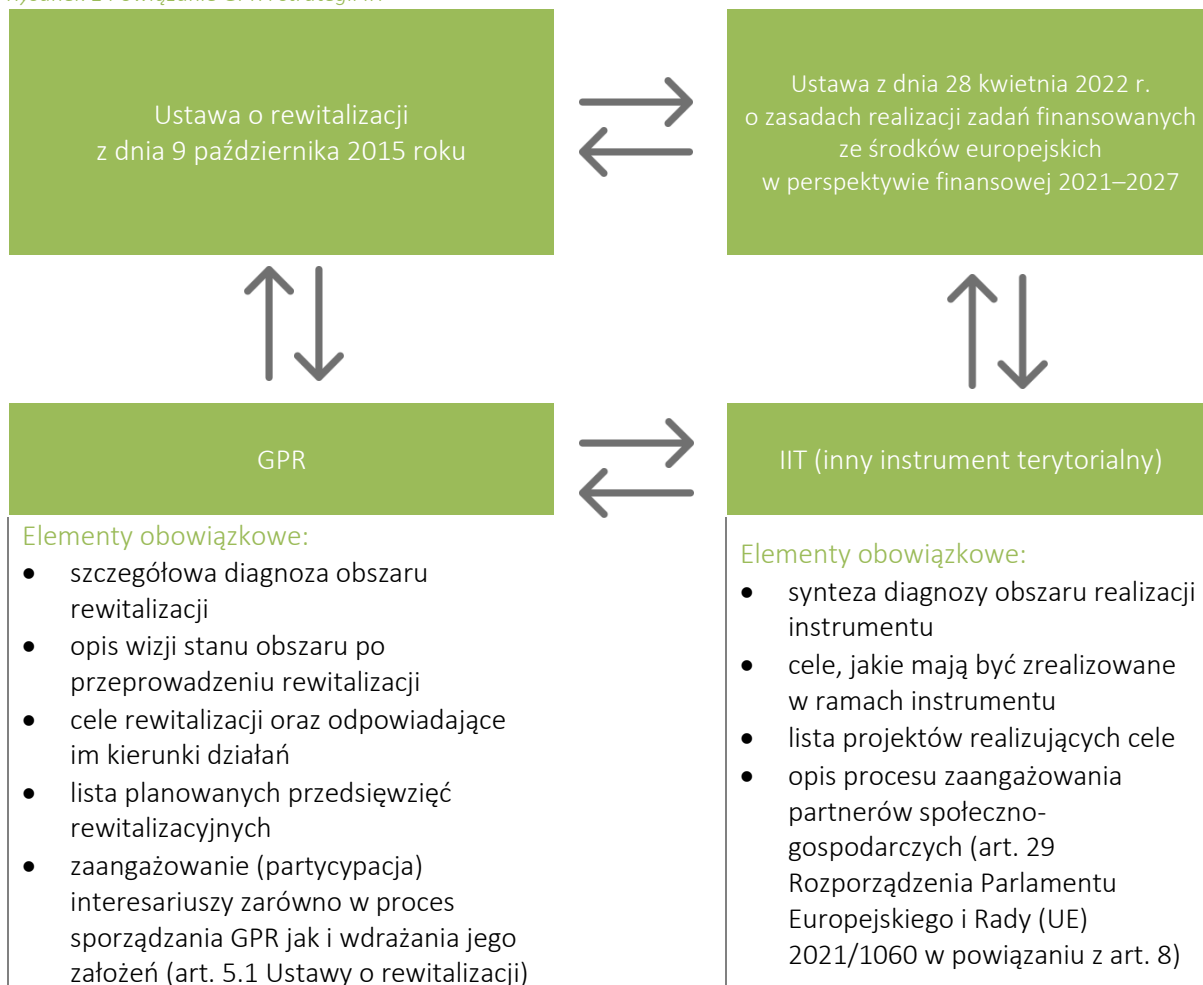 Ustawa o rewitalizacji
z dnia 9 października 2015 roku
Ustawa z dnia 28 kwietnia 2022 r.
o zasadach realizacji zadań finansowanych
ze środków europejskich
w perspektywie finansowej 2021–2027
GPR
IIT (inny instrument terytorialny)
Elementy obowiązkowe:
• szczegółowa diagnoza obszaru
rewitalizacji
• opis wizji stanu obszaru po
przeprowadzeniu rewitalizacji
• cele rewitalizacji oraz odpowiadające
im kierunki działań
• lista planowanych przedsięwzięć
rewitalizacyjnych
• zaangażowanie (partycypacja)
interesariuszy zarówno w proces
sporządzania GPR jak i wdrażania jego
założeń (art. 5.1 Ustawy o rewitalizacji)
Elementy obowiązkowe:
• synteza diagnozy obszaru realizacji
instrumentu
• cele, jakie mają być zrealizowane
w ramach instrumentu
• lista projektów realizujących cele
• opis procesu zaangażowania
partnerów społeczno-
gospodarczych (art. 29
Rozporządzenia Parlamentu
Europejskiego i Rady (UE)
2021/1060 w powiązaniu z art. 8)